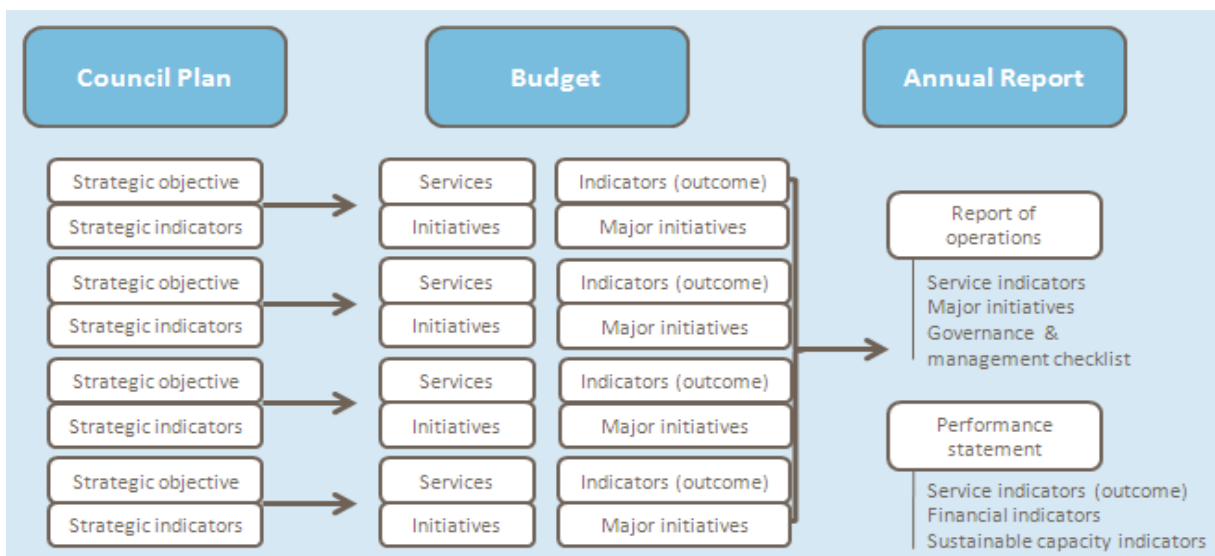 Council Plan
Budget
Annual Report
Strategic objective
Strategic indicators
Strategic objective
Strategic indicators
Strategic objective
Strategic indicators
Strategic objective
Strategic indicators
Services
Initiatives
Services
Initiatives
Services
Initiatives
Services
Initiatives
Indicators (outcome)
Major initiatives
Indicators (outcome)
Major initiatives
Indicators (outcome)
Major initiatives
Indicators (outcome)
Major initiatives
Report of
operations
Service indicators
Major initiatives
Governance &
management checklist
Performance
statement
Service indicators (outcome)
Financial indicators
Sustainable capacity indicators